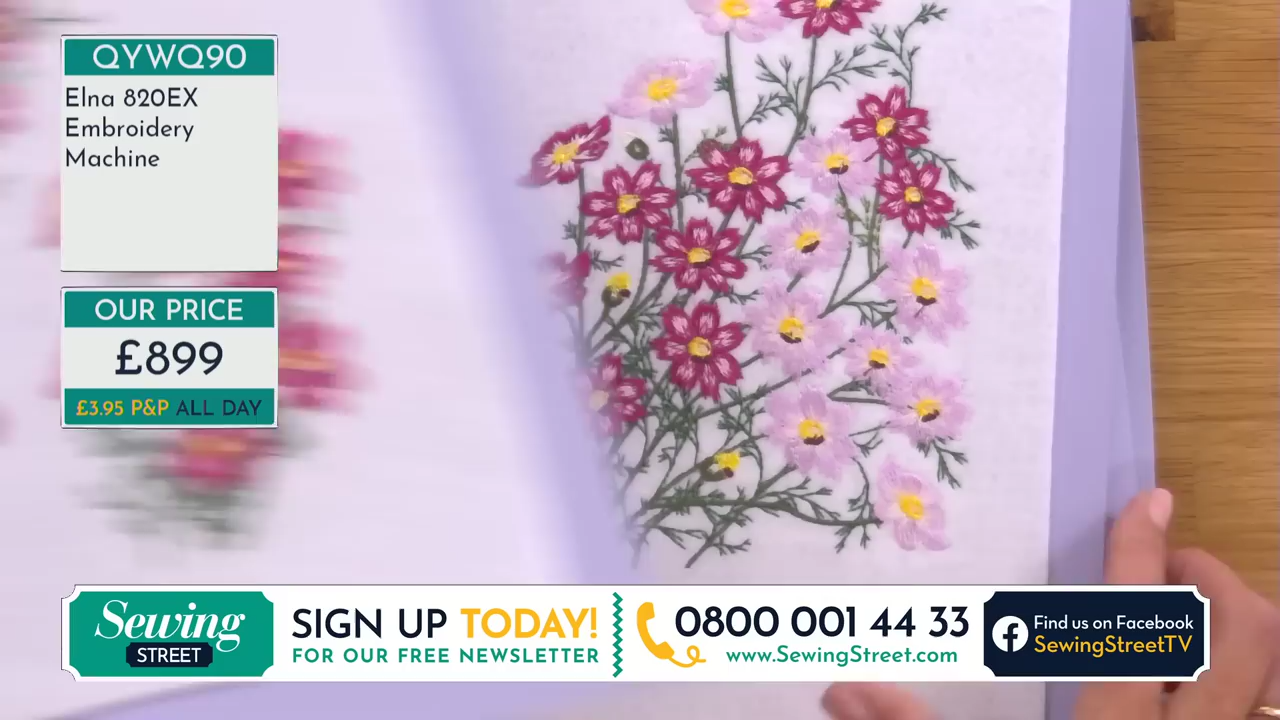 QYWQ90
Elna 820EX
Embroidery
Machine
OUR PRICE
£899
£3.95 P&P ALL DAY
Sewing
STREET
SIGN UP TODAY!
FOR OUR FREE NEWSLETTER
0800 001 44 33
www.SewingStreet.com
Find us on Facebook
SewingStreetTV